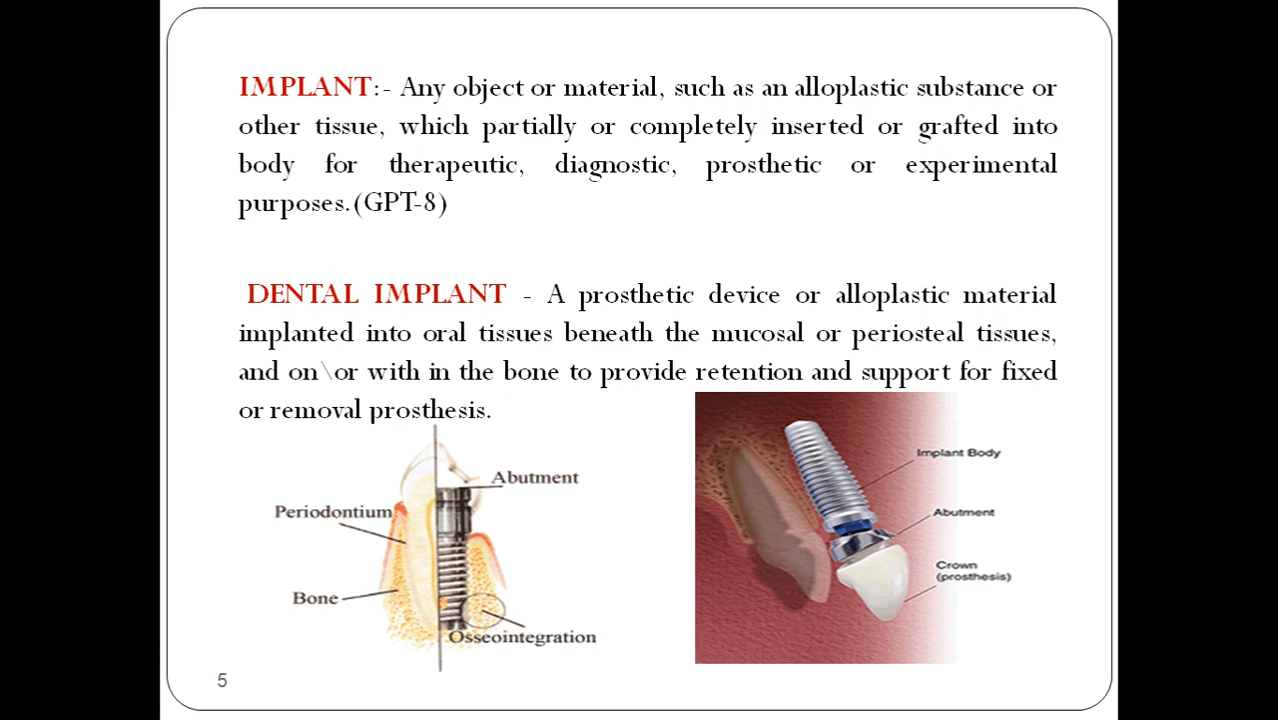 IMPLANT:- Any object or material, such as an alloplastic substance or
other tissue, which partially or completely inserted or grafted into
body for therapeutic, diagnostic, prosthetic or experimental
purposes.(GPT-8)
DENTAL IMPLANT - A prosthetic device or alloplastic material
implanted into oral tissues beneath the mucosal or periosteal tissues,
and on\or with in the bone to provide retention and support for fixed
or removal prosthesis.
Abutment
Periodontium
Bone
Osseointegration
Implant Body
Abutment
Crown
(prosthesis)
5